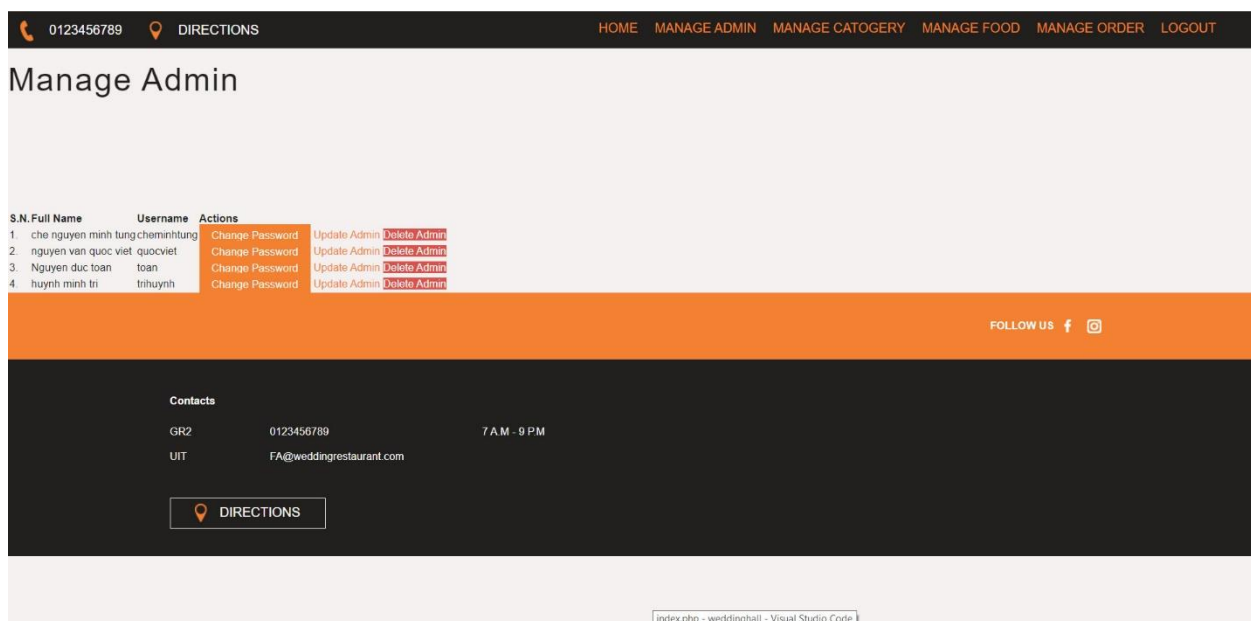 0123456789 DIRECTIONS HOME MANAGE ADMIN MANAGE CATOGERY MANAGE FOOD MANAGE ORDER LOGOUT
Manage Admin
S.N. Full Name Username Actions
1. che nguyen minh tung cheminhtung Change Password Update Admin Delete Admin
2. nguyen van quoc viet quocviet Change Password Update Admin Delete Admin
3. Nguyen duc toan toan Change Password Update Admin Delete Admin
4. huynh minh tri trihuynh Change Password Update Admin Delete Admin
FOLLOW US
Contacts
GR2 0123456789 7 A.M - 9 P.M
UIT FA@weddingrestaurant.com
DIRECTIONS
index.php - weddinghall - Visual Studio Code